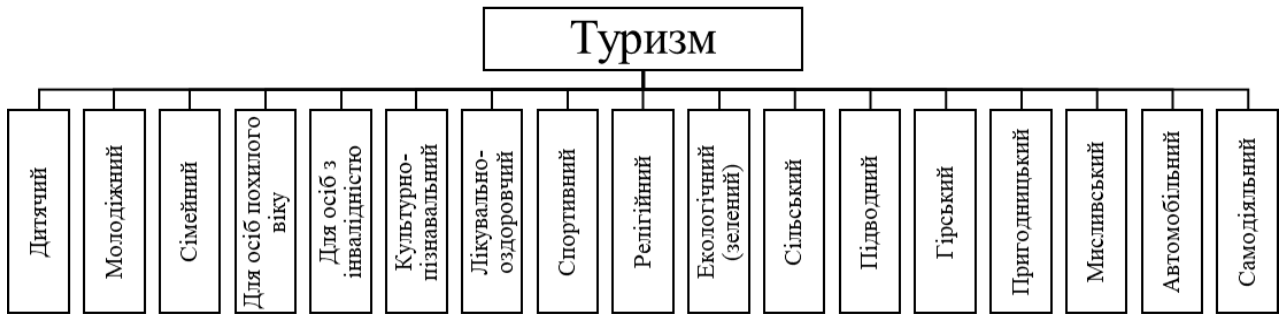 Туризм
Дитячий
Молодіжний
Сімейний
Для осіб похилого
віку
Для осіб з
інвалідністю
Культурно-
пізнавальний
Лікувально-
оздоровчий
Спортивний
Релігійний
Екологічний
(зелений)
Сільський
Підводний
Гірський
Пригодницький
Мисливський
Автомобільний
Самодіяльний